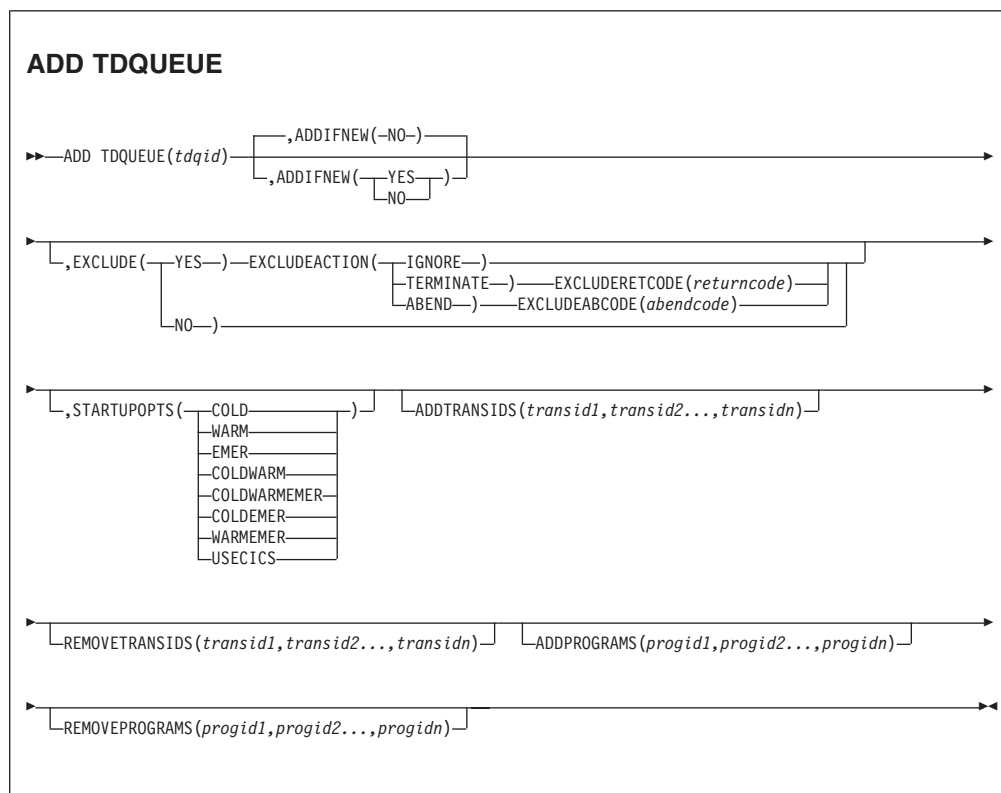 ADD TDQUEUE
,ADDIFNEW(NO)
ADD TDQUEUE(tdqid)
,ADDIFNEW(YES)
NO
,EXCLUDE(YES)EXCLUDEACTION(IGNORE)
TERMINATE)EXCLUDERETCODE(returncode)
ABEND)EXCLUDEABCODE(abendcode)
NO)
,STARTUPOPTS(COLD) ADDTRANSIDS(transid1,transid2...,transidn)
WARM
EMER
COLDWARM
COLDWARMEMER
COLDEMER
WARMEMER
USECICS
REMOVETRANSIDS(transid1,transid2...,transidn) ADDPROGRAMS(progid1,progid2...,progidn)
REMOVEPROGRAMS(progid1,progid2...,progidn)